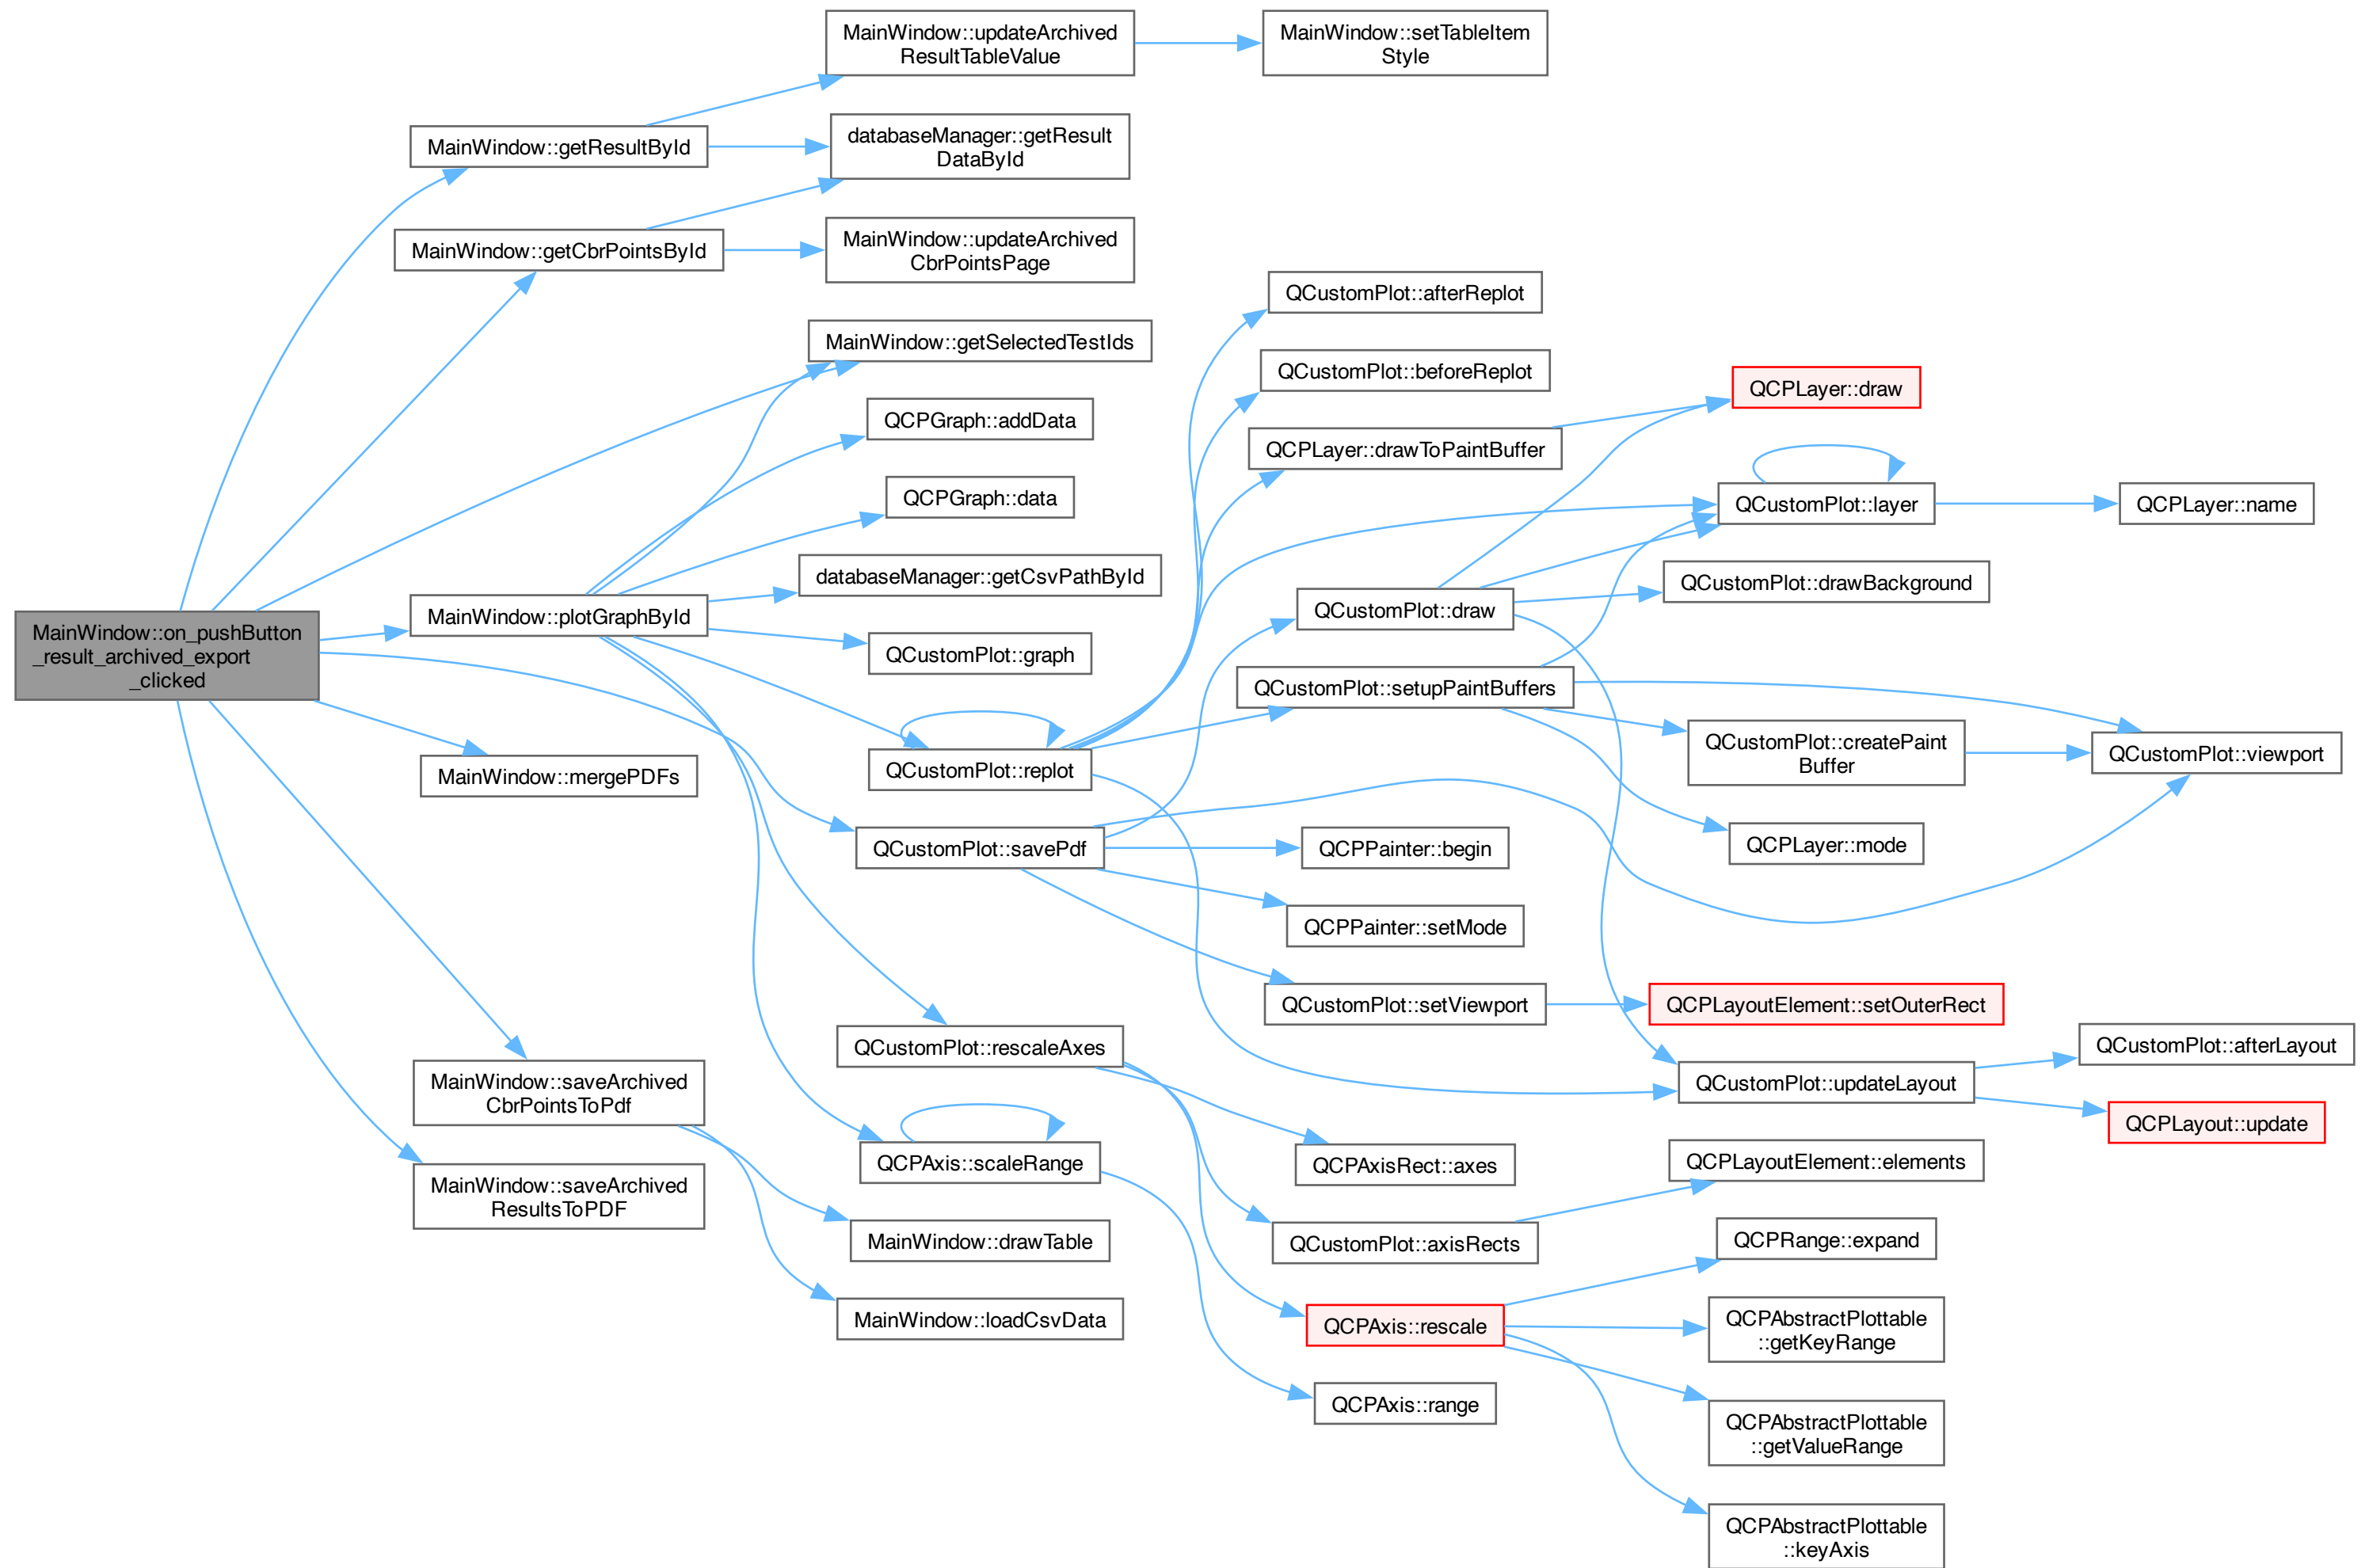 MainWindow::on_pushButton
_result_archived_export
_clicked
MainWindow::getResultById
MainWindow::getCbrPointsById
MainWindow::plotGraphById
MainWindow::mergePDFs
MainWindow::saveArchived
CbrPointsToPdf
MainWindow::saveArchived
ResultsToPDF
MainWindow::updateArchived
ResultTableValue
databaseManager::getResult
DataById
MainWindow::updateArchived
CbrPointsPage
MainWindow::getSelectedTestIds
QCPGraph::addData
QCPGraph::data
databaseManager::getCsvPathById
QCustomPlot::graph
QCustomPlot::replot
QCustomPlot::savePdf
QCustomPlot::rescaleAxes
QCPAxis::scaleRange
MainWindow::drawTable
MainWindow::loadCsvData
MainWindow::setTableItem
Style
QCustomPlot::afterReplot
QCustomPlot::beforeReplot
QCPLayer::drawToPaintBuffer
QCustomPlot::draw
QCustomPlot::setupPaintBuffers
QCPPainter::begin
QCPPainter::setMode
QCustomPlot::setViewport
QCPAxisRect::axes
QCustomPlot::axisRects
QCPAxis::rescale
QCPAxis::range
QCPLayer::draw
QCustomPlot::layer
QCustomPlot::drawBackground
QCustomPlot::createPaint
Buffer
QCPLayer::mode
QCPLayoutElement::setOuterRect
QCustomPlot::updateLayout
QCPLayoutElement::elements
QCPRange::expand
QCPAbstractPlottable
::getKeyRange
QCPAbstractPlottable
::getValueRange
QCPAbstractPlottable
::keyAxis
QCPLayer::name
QCustomPlot::viewport
QCustomPlot::afterLayout
QCPLayout::update